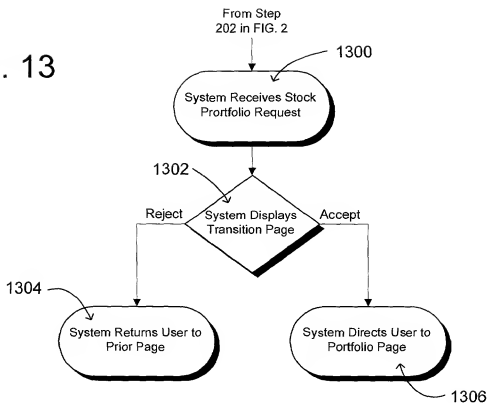 From Step
202 in FIG. 2
. 13
1300
System Receives Stock
Prortfolio Request
1302
Reject
System Displays
Transition Page
Accept
1304
System Returns User to
Prior Page
System Directs User to
Portfolio Page
1306